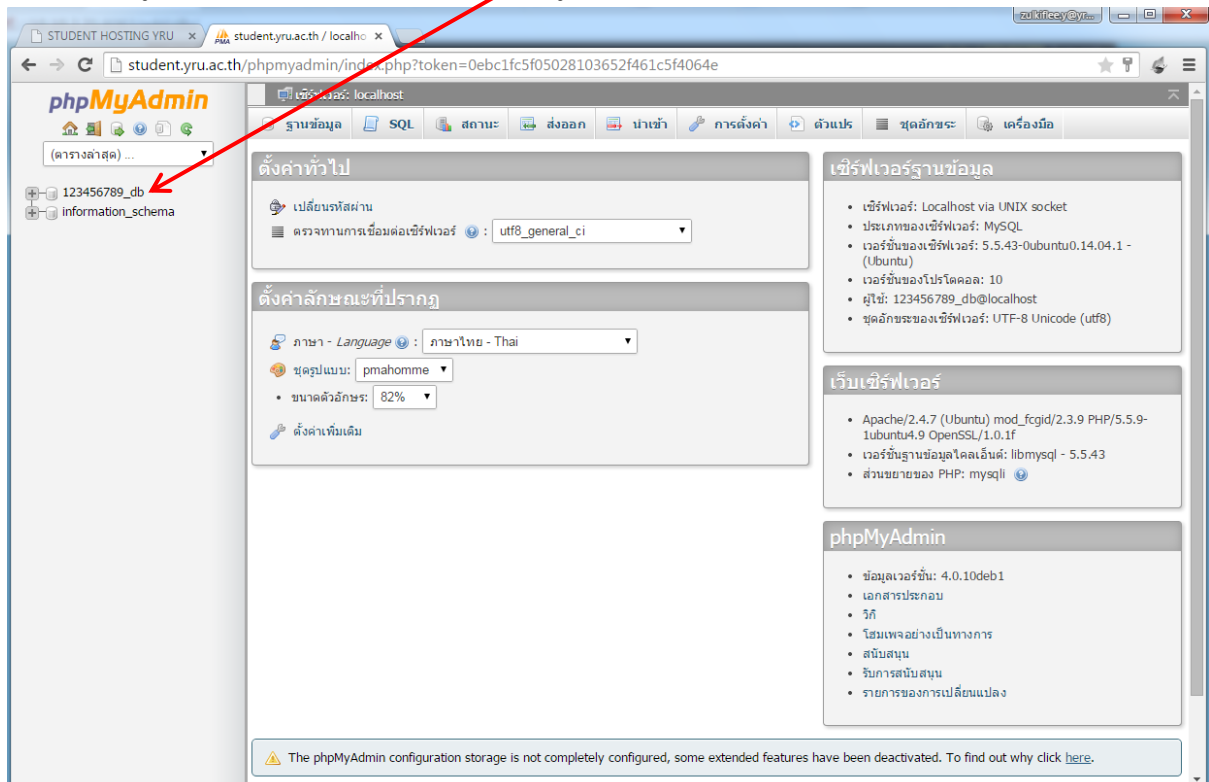 zulkifleey@yr...
STUDENT HOSTING YRU
student.yru.ac.th / localho
student.yru.ac.th/phpmyadmin/index.php?token=0ebc1fc5f05028103652f461c5f4064e
phpMyAdmin
(ตารางล่าสุด) ...
123456789_db
information_schema
เซิร์ฟเวอร์: localhost
ฐานข้อมูล SQL สถานะ ส่งออก นำเข้า การตั้งค่า ตัวแปร ชุดอักขระ เครื่องมือ
ตั้งค่าทั่วไป
เปลี่ยนรหัสผ่าน
ตรวจทานการเชื่อมต่อเซิร์ฟเวอร์ : utf8_general_ci
ตั้งค่าลักษณะที่ปรากฏ
ภาษา - Language : ภาษาไทย - Thai
ชุดรูปแบบ: pmahomme
• ขนาดตัวอักษร: 82%
ตั้งค่าเพิ่มเติม
เซิร์ฟเวอร์ฐานข้อมูล
• เซิร์ฟเวอร์: Localhost via UNIX socket
• ประเภทของเซิร์ฟเวอร์: MySQL
• เวอร์ชั่นของเซิร์ฟเวอร์: 5.5.43-0ubuntu0.14.04.1 -
(Ubuntu)
• เวอร์ชั่นของโปรโตคอล: 10
• ผู้ใช้: 123456789_db@localhost
• ชุดอักขระของเซิร์ฟเวอร์: UTF-8 Unicode (utf8)
เว็บเซิร์ฟเวอร์
• Apache/2.4.7 (Ubuntu) mod_fcgid/2.3.9 PHP/5.5.9-
1ubuntu4.9 OpenSSL/1.0.1f
• เวอร์ชั่นฐานข้อมูลไคลเอ็นต์: libmysql - 5.5.43
• ส่วนขยายของ PHP: mysqli
phpMyAdmin
• ข้อมูลเวอร์ชั่น: 4.0.10deb1
• เอกสารประกอบ
• วิกิ
• โฮมเพจอย่างเป็นทางการ
• สนับสนุน
• รับการสนับสนุน
• รายการของการเปลี่ยนแปลง
The phpMyAdmin configuration storage is not completely configured, some extended features have been deactivated. To find out why click here.